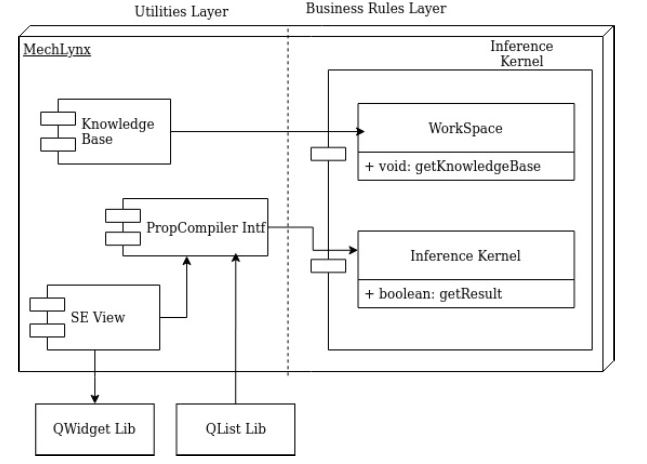 Utilities Layer
Business Rules Layer
MechLynx
Inference
Kernel
Knowledge
Base
WorkSpace
+ void: getKnowledgeBase
PropCompiler Intf
Inference Kernel
+ boolean: getResult
SE View
QWidget Lib
QList Lib